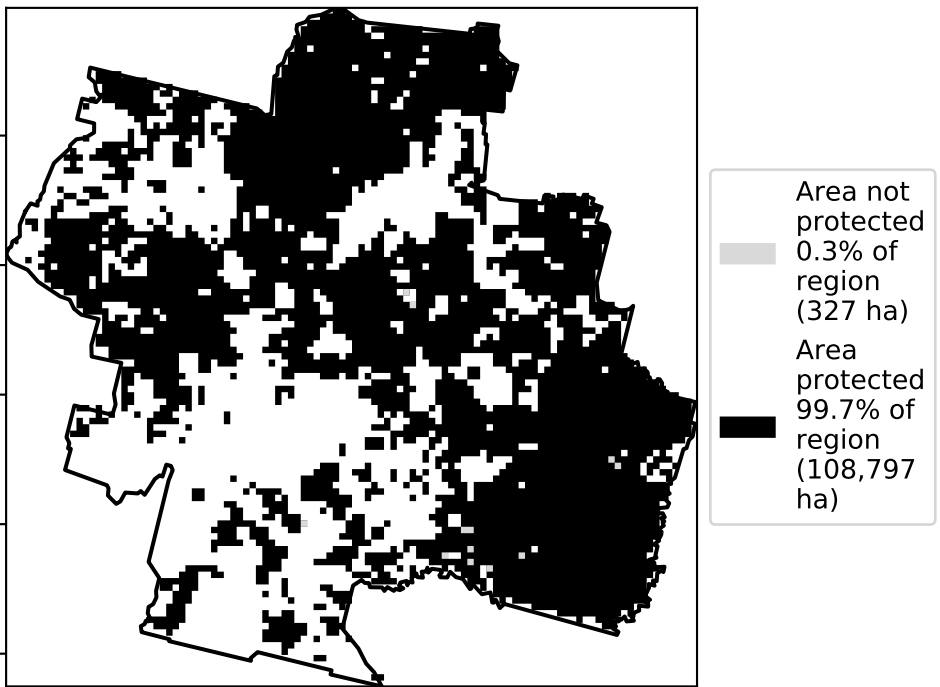 Area not
protected
0.3% of
region
(327 ha)
Area
protected
99.7% of
region
(108,797
ha)